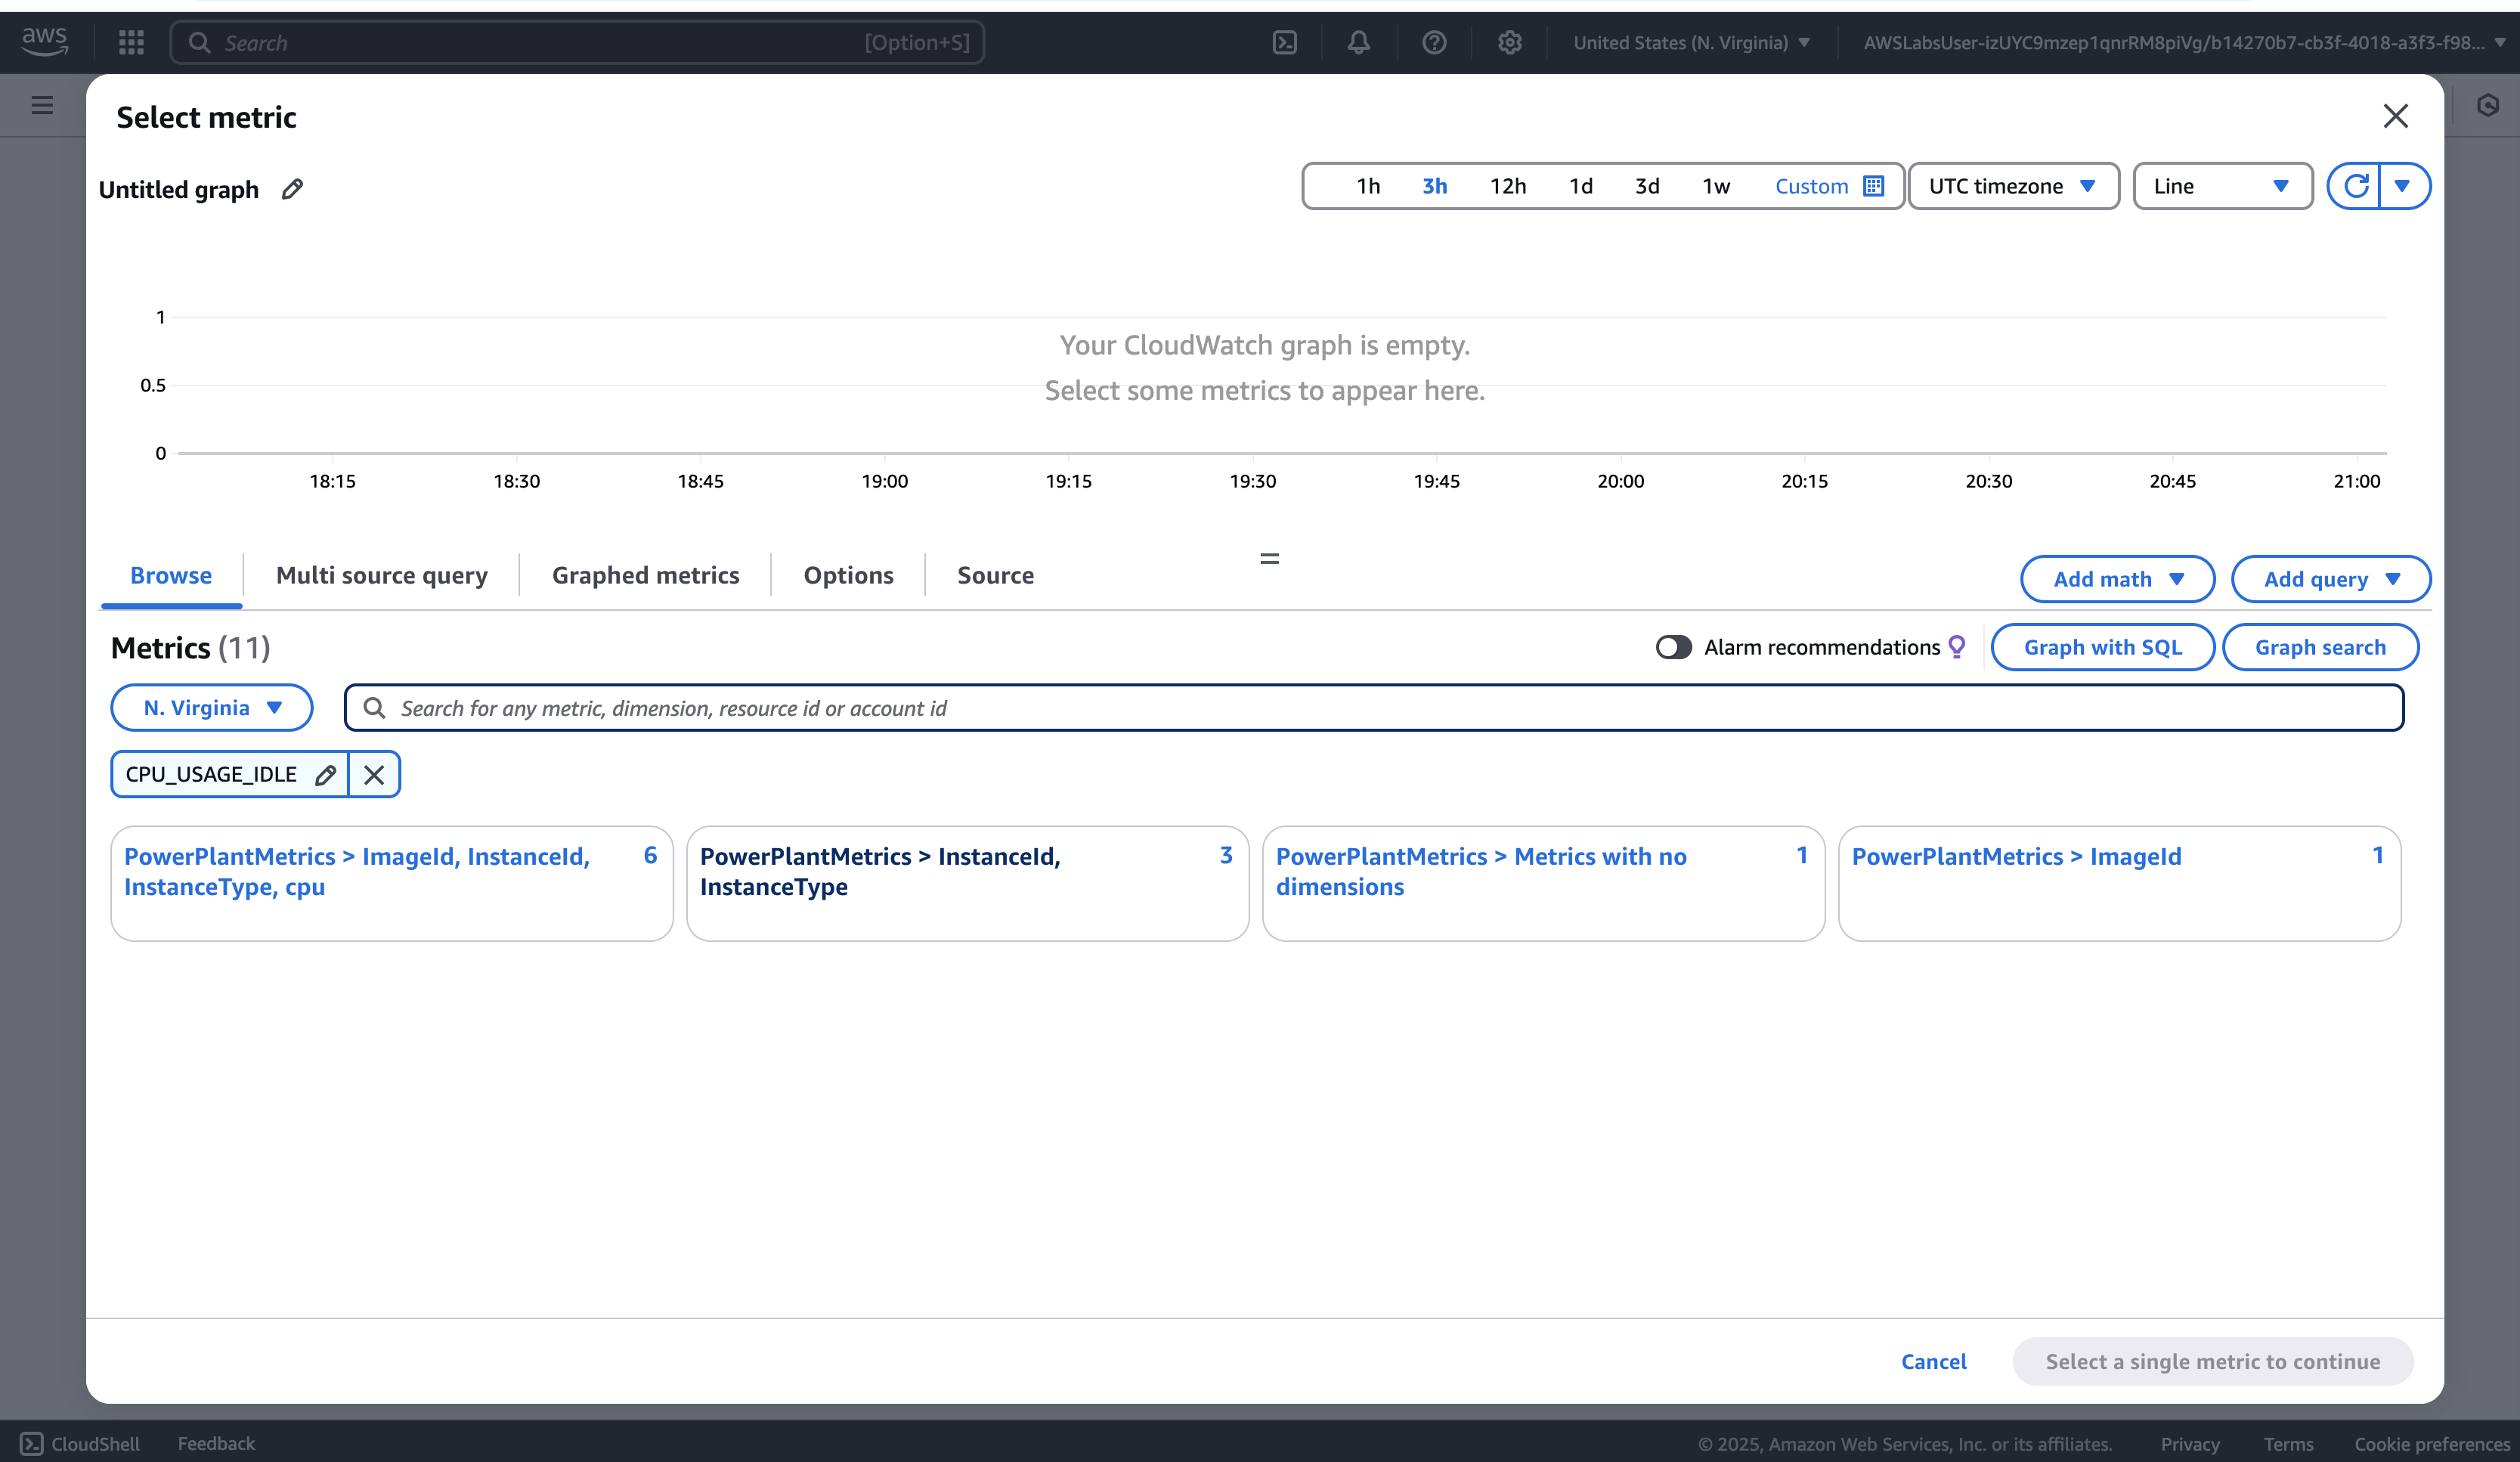 aws
Search
[Option+S]
United States (N. Virginia)
AWSLabsUser-izUYC9mzep1qnrRM8piVg/b14270b7-cb3f-4018-a3f3-f98...
Select metric
Untitled graph
1h 3h 12h 1d 3d 1w Custom
UTC timezone
Line
1
Your CloudWatch graph is empty.
0.5
Select some metrics to appear here.
0
18:15 18:30 18:45 19:00 19:15 19:30 19:45 20:00 20:15 20:30 20:45 21:00
Browse
Multi source query
Graphed metrics
Options
Source
Add math
Add query
Metrics (11)
Alarm recommendations
Graph with SQL
Graph search
N. Virginia
Search for any metric, dimension, resource id or account id
CPU_USAGE_IDLE
PowerPlantMetrics > ImageId, InstanceId,
InstanceType, cpu
6
PowerPlantMetrics > InstanceId,
InstanceType
3
PowerPlantMetrics > Metrics with no
dimensions
1
PowerPlantMetrics > ImageId
1
Cancel
Select a single metric to continue
CloudShell
Feedback
© 2025, Amazon Web Services, Inc. or its affiliates.
Privacy
Terms
Cookie preferences